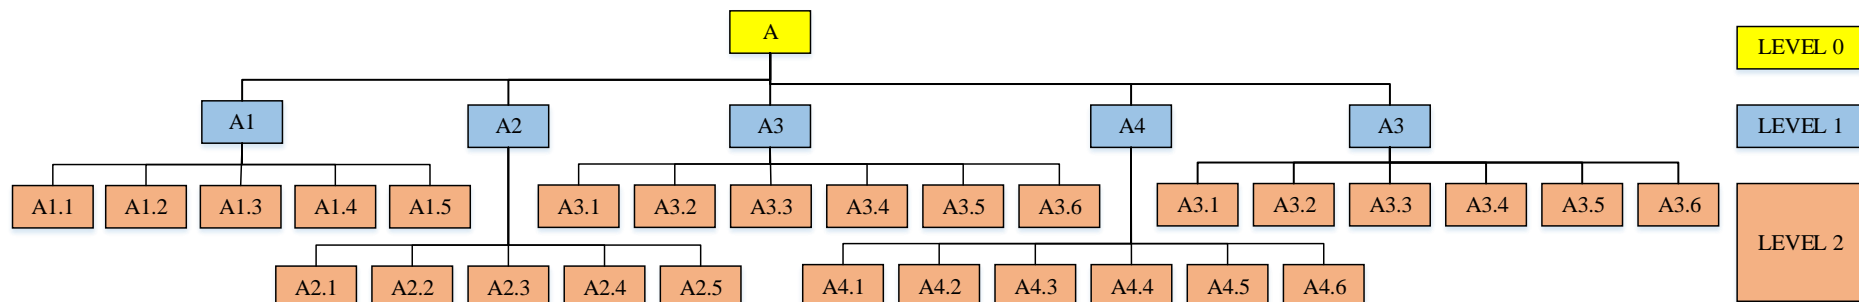 A
LEVEL 0
A1
A2
A3
A4
A3
LEVEL 1
A1.1
A1.2
A1.3
A1.4
A1.5
A3.1
A3.2
A3.3
A3.4
A3.5
A3.6
A3.1
A3.2
A3.3
A3.4
A3.5
A3.6
LEVEL 2
A2.1
A2.2
A2.3
A2.4
A2.5
A4.1
A4.2
A4.3
A4.4
A4.5
A4.6